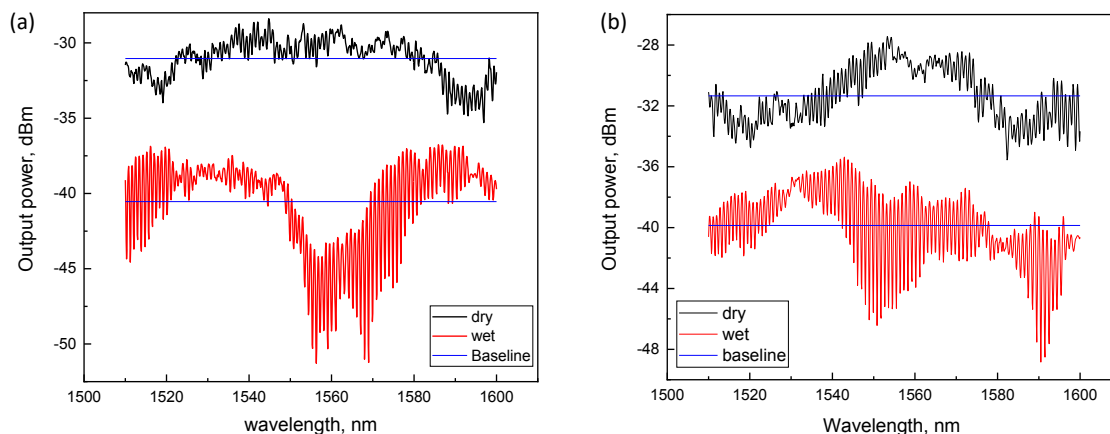 (a)
-30
-35
-40
-45
-50
Output power, dBm
1500
1520
1540
1560
1580
1600
wavelength, nm
dry
wet
Baseline
(b)
-28
-32
-36
-40
-44
-48
Output power, dBm
1500
1520
1540
1560
1580
1600
Wavelength, nm
dry
wet
baseline